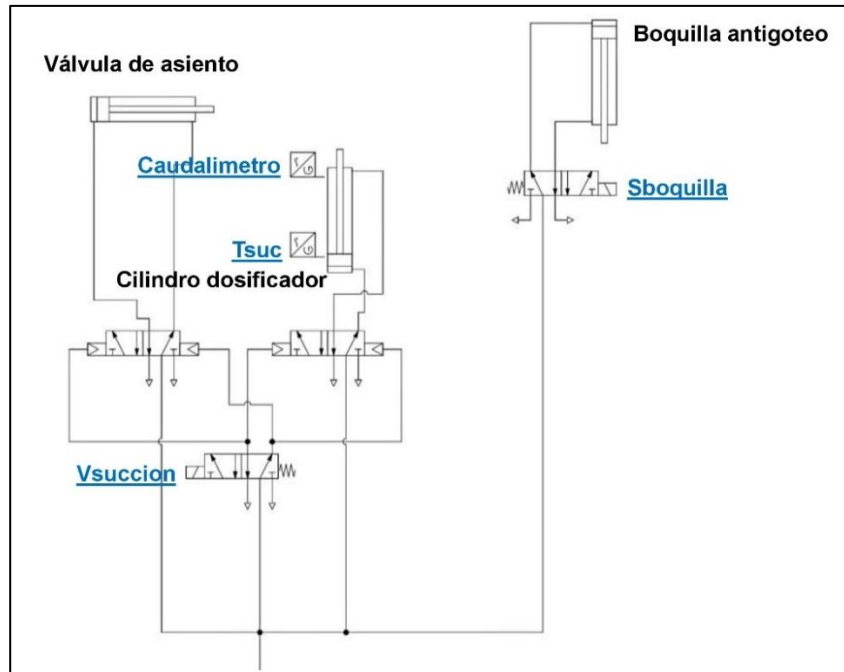 Boquilla antigoteo
Válvula de asiento
Caudalimetro
Sboquilla
Tsuc
Cilindro dosificador
Vsuccion